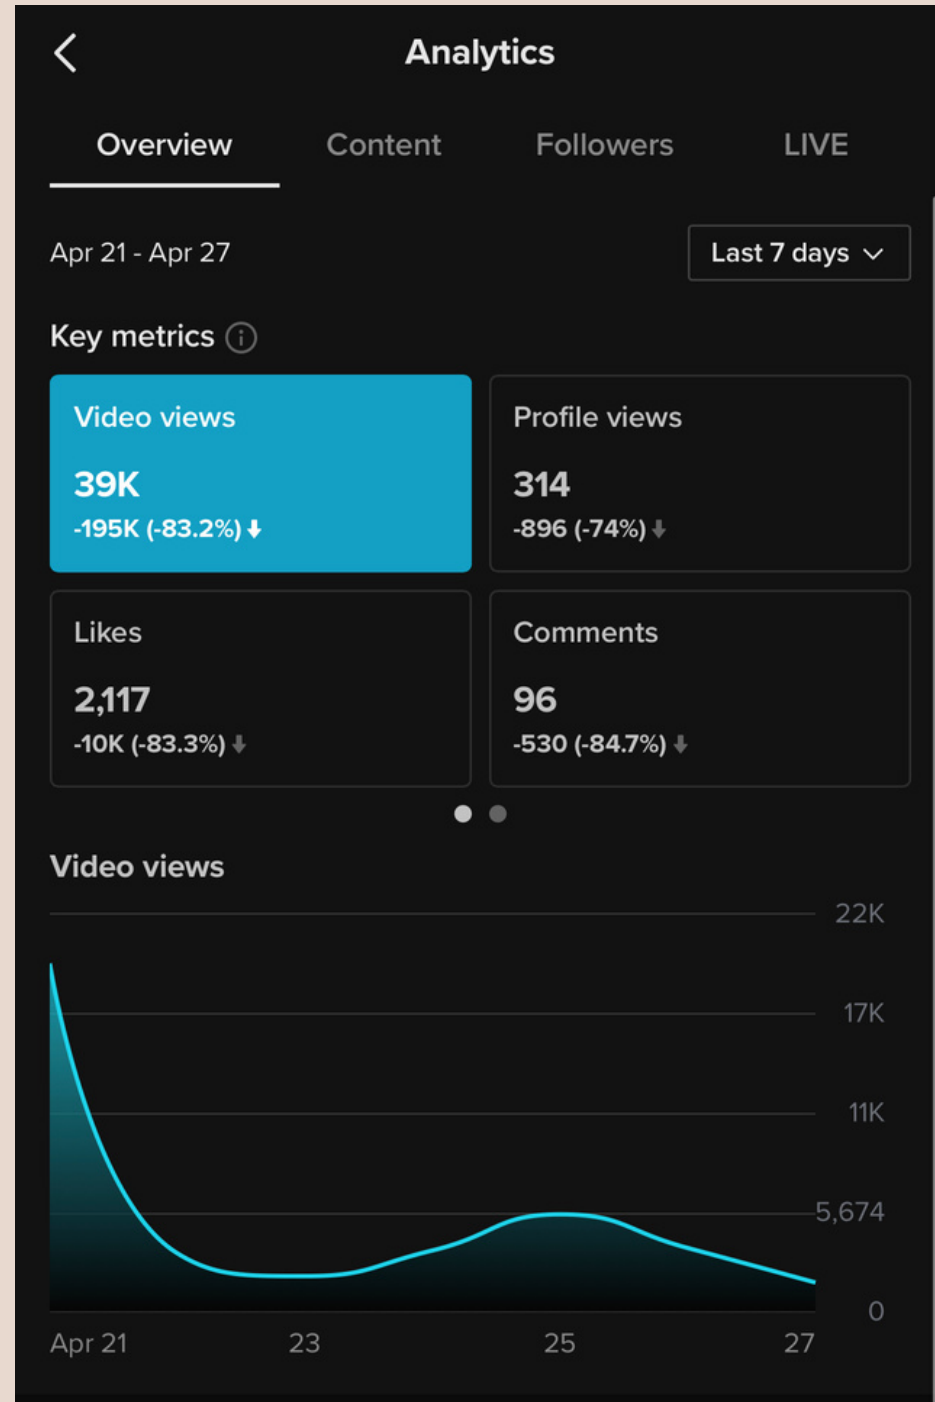 Analytics
Overview Content Followers LIVE
Apr 21 - Apr 27 Last 7 days
Key metrics
Video views
39K
-195K (-83.2%)
Profile views
314
-896 (-74%)
Likes
2,117
-10K (-83.3%)
Comments
96
-530 (-84.7%)
Video views
22K
17K
11K
5,674
0
Apr 21 23 25 27